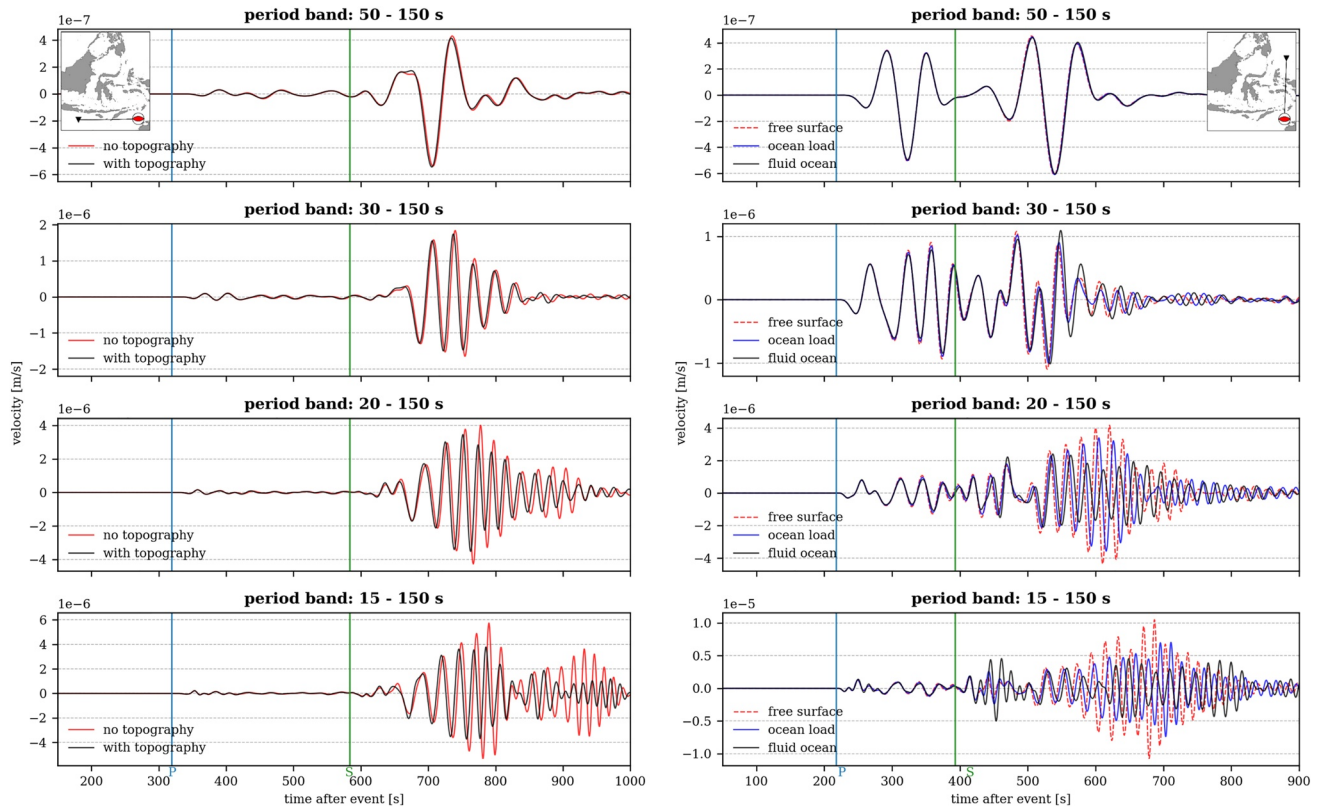 period band: 50 - 150 s
1e−7
4
2
0
−2
−4
−6
no topography
with topography
period band: 30 - 150 s
1e−6
2
1
0
−1
−2
no topography
with topography
period band: 20 - 150 s
1e−6
4
2
0
−2
−4
no topography
with topography
period band: 15 - 150 s
1e−6
6
4
2
0
−2
−4
no topography
with topography
velocity [m/s]
200 300 400 500 600 700 800 900 1000
P S
time after event [s]
period band: 50 - 150 s
1e−7
4
2
0
−2
−4
−6
free surface
ocean load
fluid ocean
period band: 30 - 150 s
1e−6
1
0
−1
free surface
ocean load
fluid ocean
period band: 20 - 150 s
1e−6
4
2
0
−2
−4
free surface
ocean load
fluid ocean
period band: 15 - 150 s
1e−5
1.0
0.5
0.0
−0.5
−1.0
free surface
ocean load
fluid ocean
velocity [m/s]
100 200 300 400 500 600 700 800 900
P S
time after event [s]